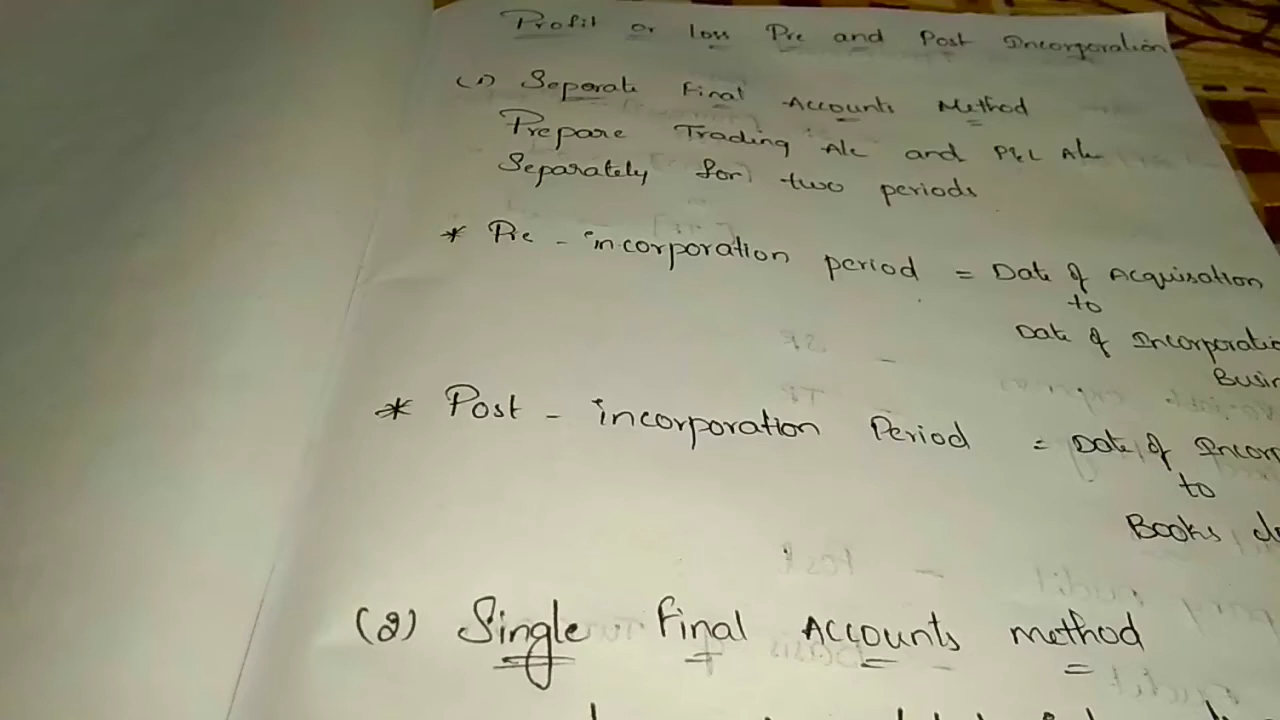 Profit or loss Pre and Post Incorporation
(1) Separate Final Accounts Method
Prepare Trading A/c and P&L A/c
Separately for two periods
* Pre - incorporation period = Date of Acquisation
to
Date of Incorporatio
Busin
* Post - incorporation Period = Date of Incorp
to
Books
(2) Single Final Accounts method